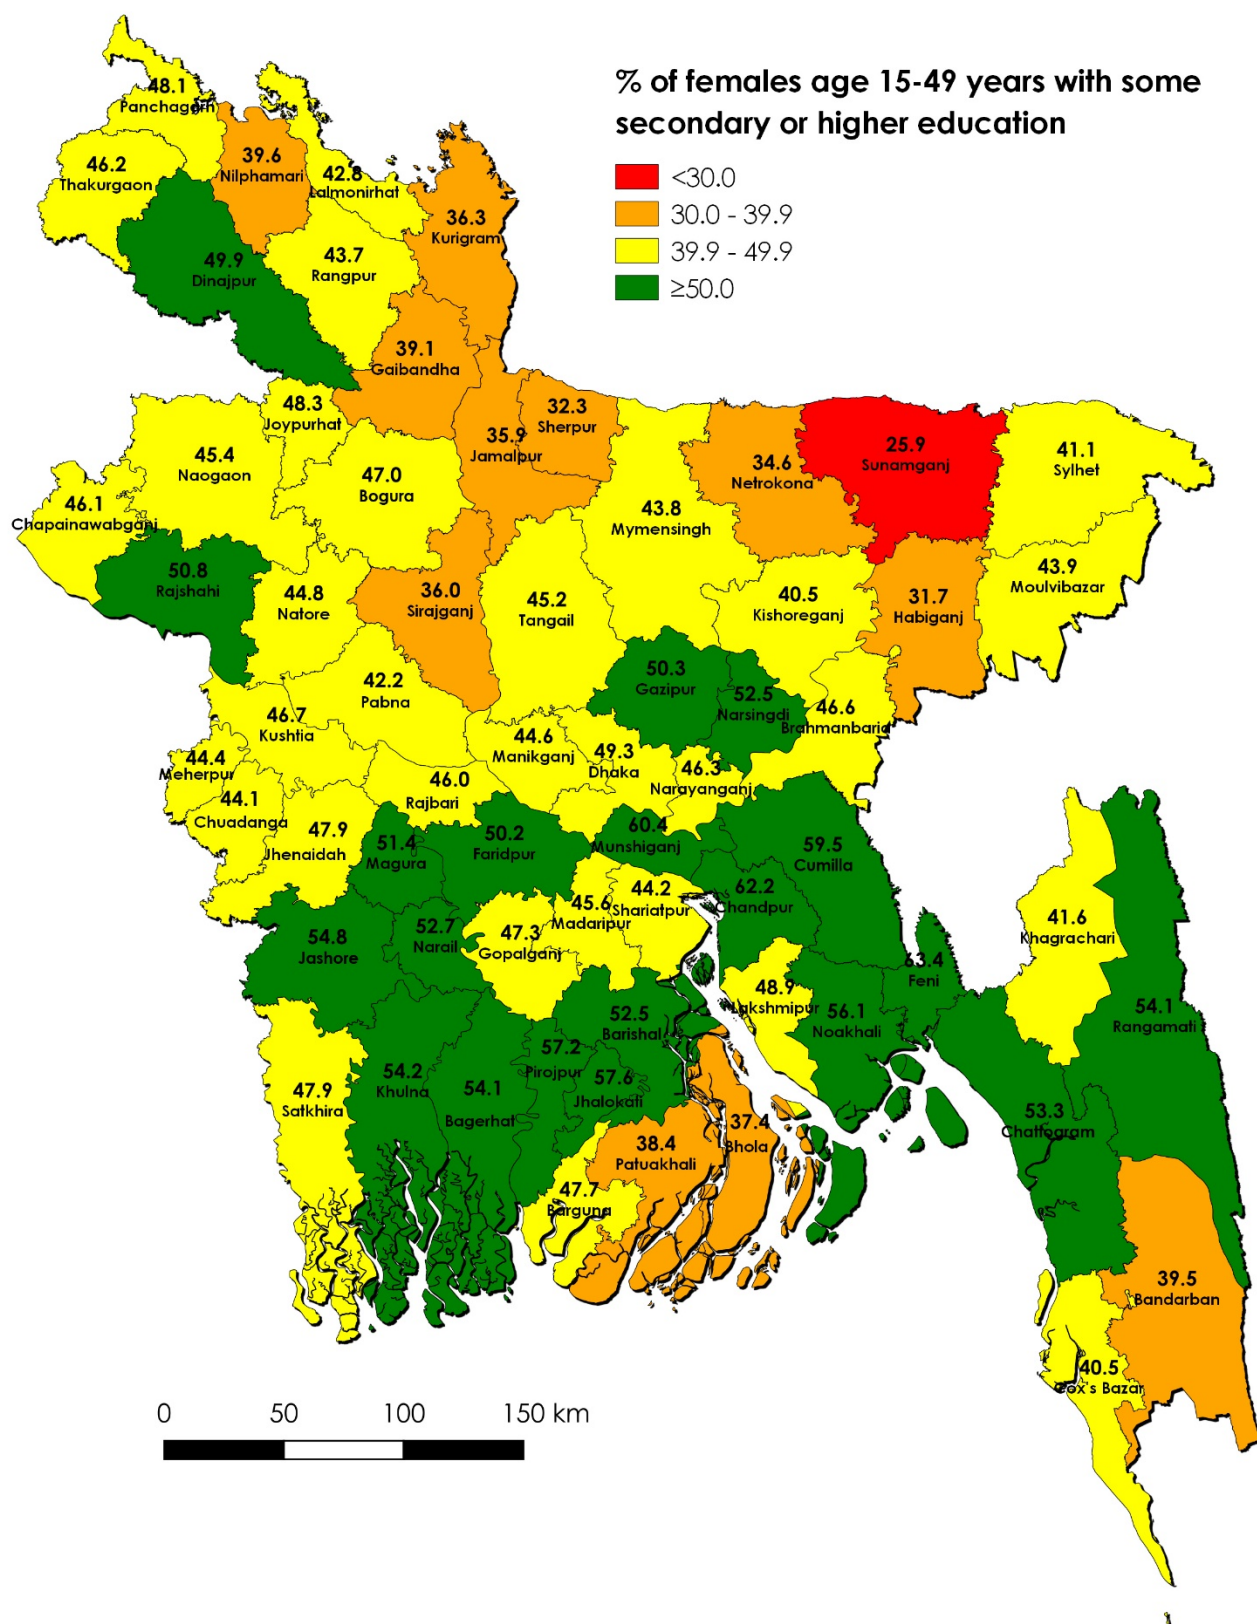 % of females age 15-49 years with some
secondary or higher education
<30.0
30.0 - 39.9
39.9 - 49.9
≥50.0
48.1
Panchagarh
46.2
Thakurgaon
39.6
Nilphamari
42.8
Lalmonirhat
36.3
Kurigram
49.9
Dinajpur
43.7
Rangpur
39.1
Gaibandha
48.3
Joypurhat
32.3
Sherpur
35.9
Jamalpur
45.4
Naogaon
47.0
Bogura
34.6
Netrokona
25.9
Sunamganj
41.1
Sylhet
46.1
Chapainawabganj
43.8
Mymensingh
50.8
Rajshahi
44.8
Natore
36.0
Sirajganj
45.2
Tangail
40.5
Kishoreganj
31.7
Habiganj
43.9
Moulvibazar
42.2
Pabna
50.3
Gazipur
52.5
Narsingdi
46.6
Brahmanbaria
46.7
Kushtia
44.4
Meherpur
44.1
Chuadanga
47.9
Jhenaidah
46.0
Rajbari
44.6
Manikganj
49.3
Dhaka
46.3
Narayanganj
51.4
Magura
50.2
Faridpur
60.4
Munshiganj
59.5
Cumilla
62.2
Chandpur
44.2
Shariatpur
45.6
Madaripur
47.3
Gopalganj
52.7
Narail
54.8
Jashore
41.6
Khagrachari
63.4
Feni
48.9
Lakshmipur
56.1
Noakhali
54.1
Rangamati
52.5
Barishal
57.2
Pirojpur
57.6
Jhalokati
54.2
Khulna
54.1
Bagerhat
47.9
Satkhira
53.3
Chattogram
38.4
Patuakhali
37.4
Bhola
47.7
Barguna
39.5
Bandarban
40.5
Cox's Bazar
0 50 100 150 km